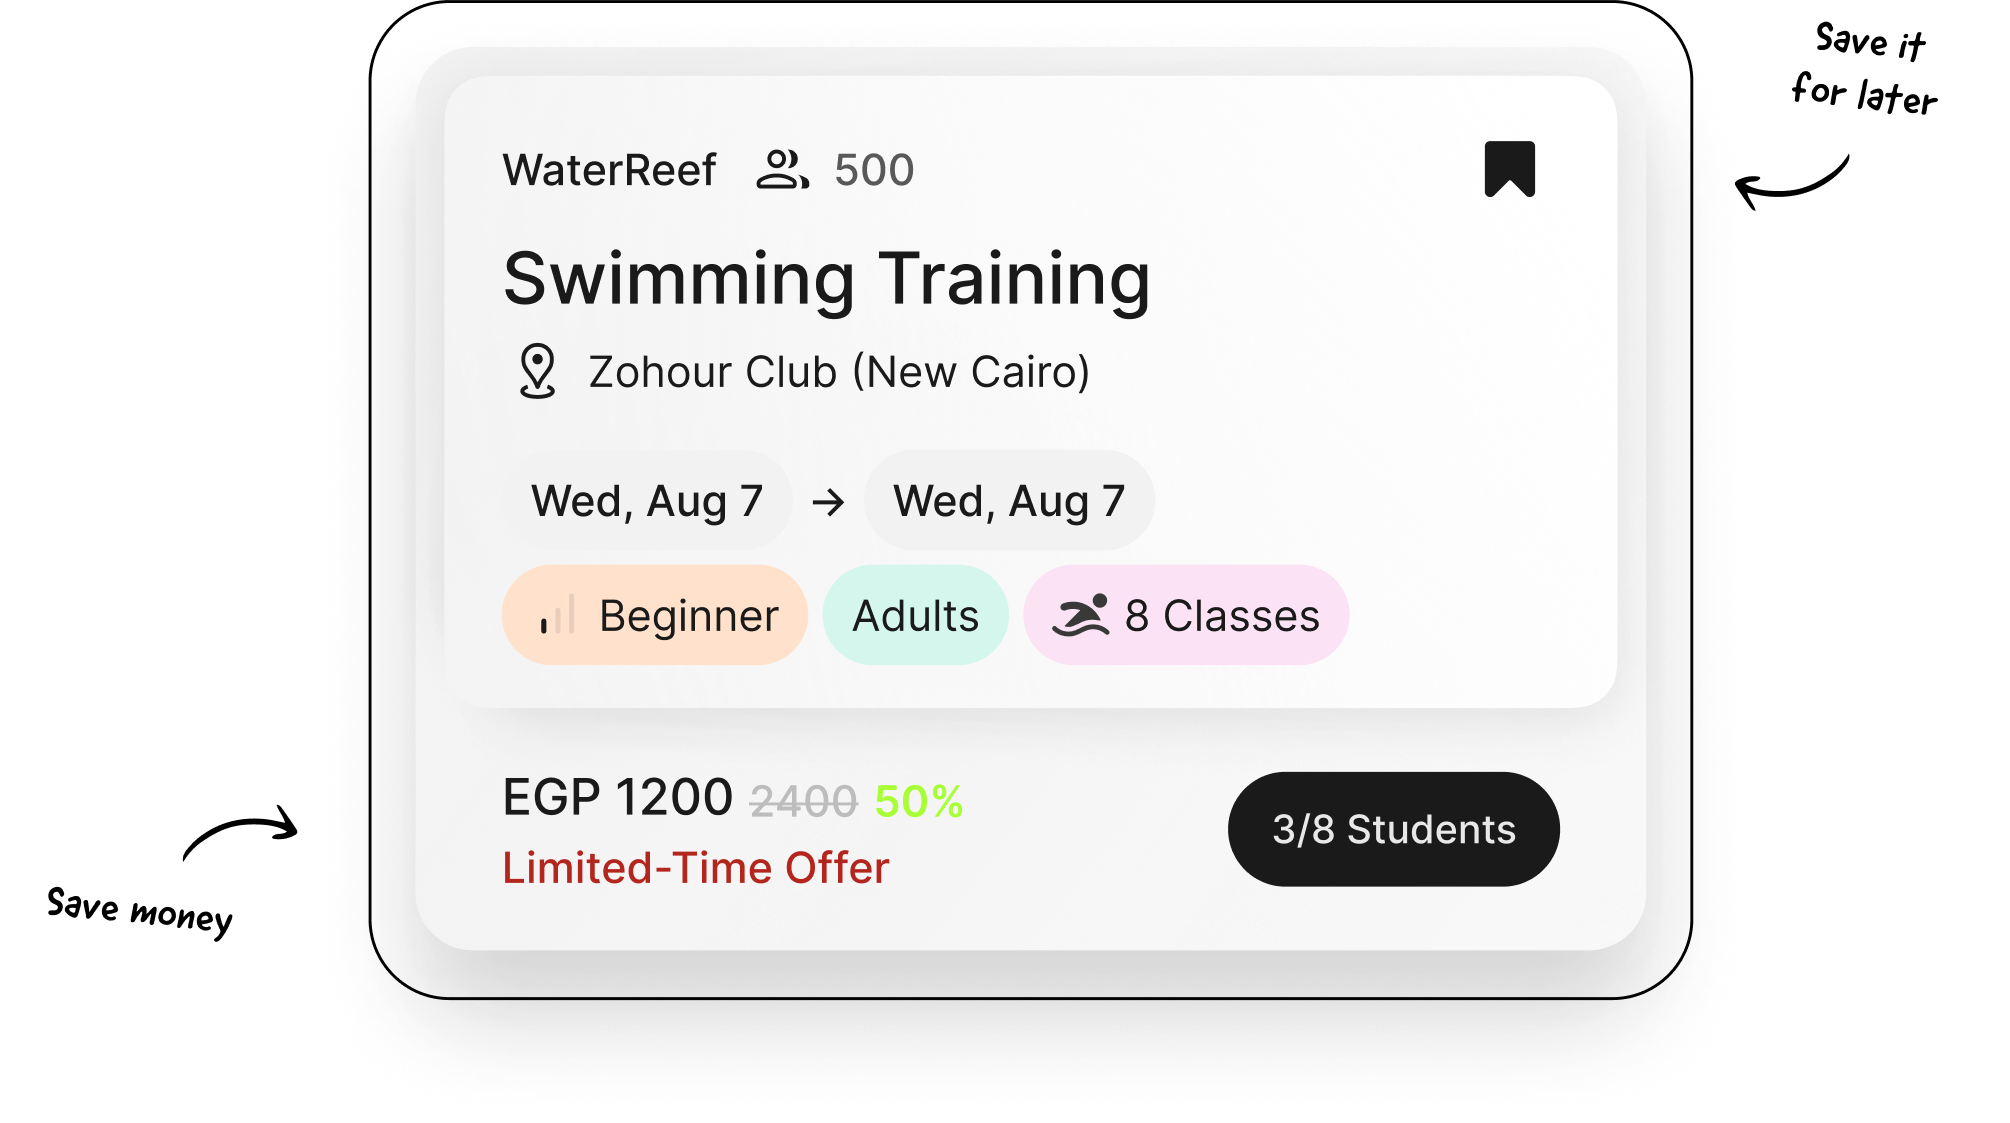 Save it
for later
WaterReef 500
Swimming Training
Zohour Club (New Cairo)
Wed, Aug 7 → Wed, Aug 7
Beginner Adults 8 Classes
EGP 1200 2400 50%
3/8 Students
Limited-Time Offer
Save money